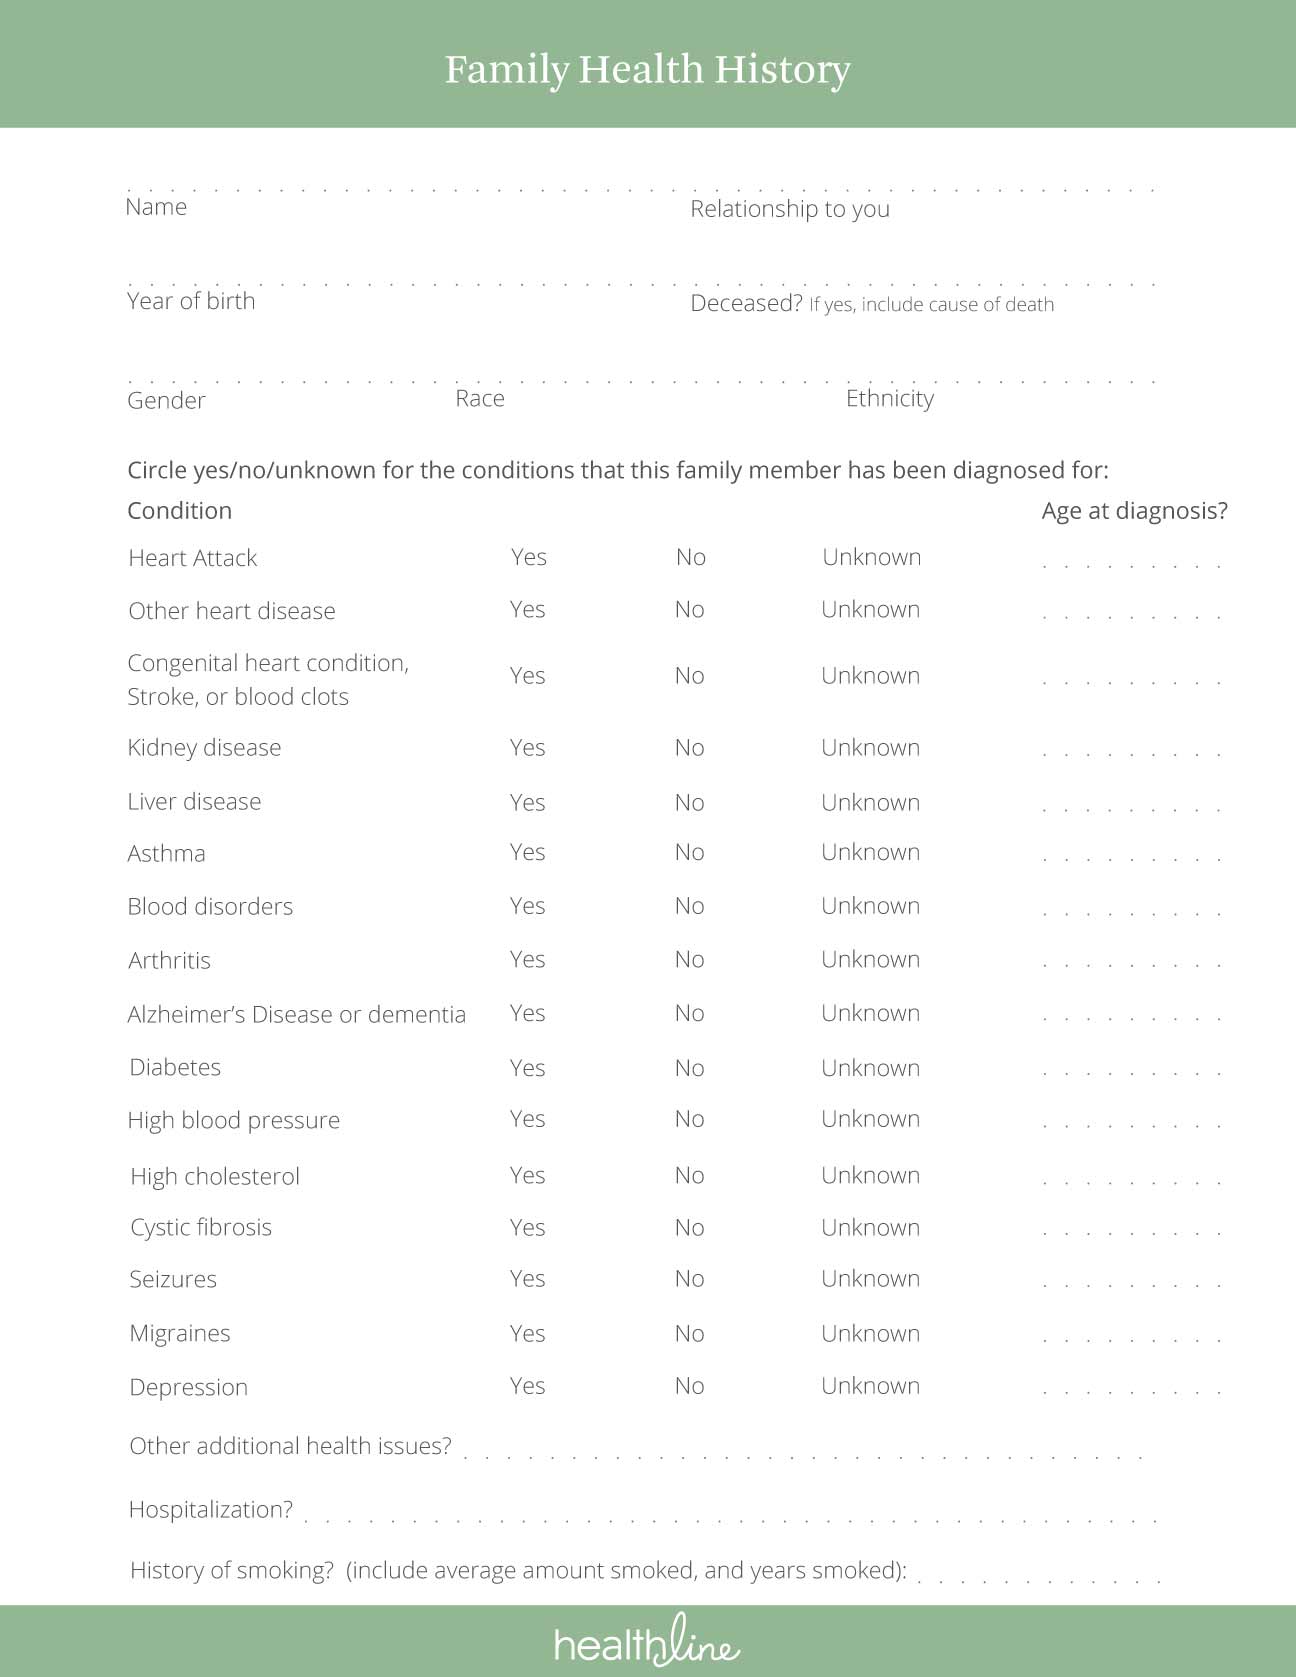 Family Health History
Name Relationship to you
Year of birth Deceased? If yes, include cause of death
Gender Race Ethnicity
Circle yes/no/unknown for the conditions that this family member has been diagnosed for:
Condition Age at diagnosis?
Heart Attack Yes No Unknown
Other heart disease Yes No Unknown
Congenital heart condition,
Stroke, or blood clots Yes No Unknown
Kidney disease Yes No Unknown
Liver disease Yes No Unknown
Asthma Yes No Unknown
Blood disorders Yes No Unknown
Arthritis Yes No Unknown
Alzheimer’s Disease or dementia Yes No Unknown
Diabetes Yes No Unknown
High blood pressure Yes No Unknown
High cholesterol Yes No Unknown
Cystic fibrosis Yes No Unknown
Seizures Yes No Unknown
Migraines Yes No Unknown
Depression Yes No Unknown
Other additional health issues?
Hospitalization?
History of smoking? (include average amount smoked, and years smoked):
healthline